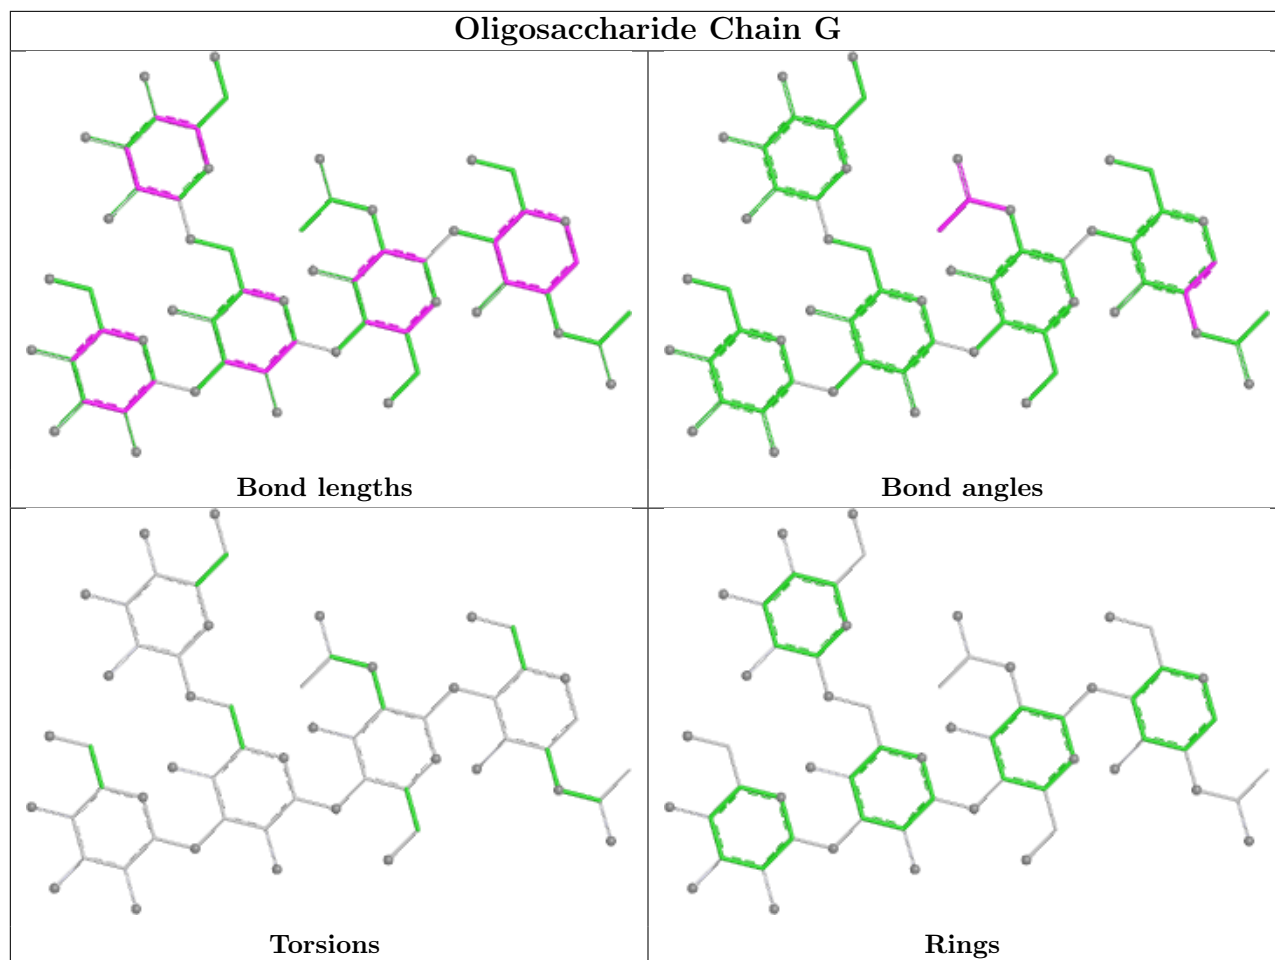 Oligosaccharide Chain G
Bond lengths
Bond angles
Torsions
Rings